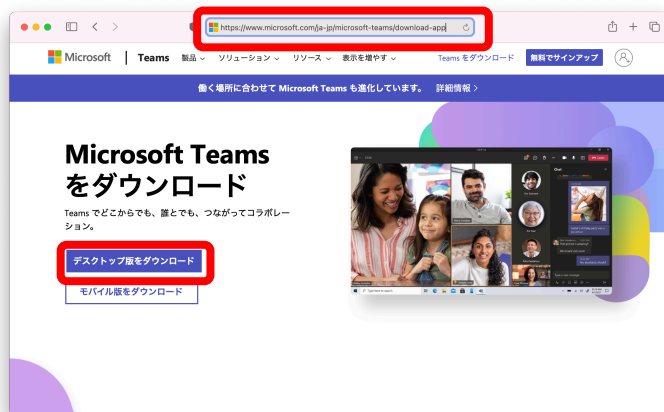 https://www.microsoft.com/ja-jp/microsoft-teams/download-app
Microsoft Teams 製品 ソリューション リソース 表示を増やす Teams をダウンロード 無料でサインアップ
働く場所に合わせて Microsoft Teams も進化しています。 詳細情報
Microsoft Teams
をダウンロード
Teams でどこからでも、誰とでも、つながってコラボレー
ション。
デスクトップ版をダウンロード
モバイル版をダウンロード
Chat
Type here to search